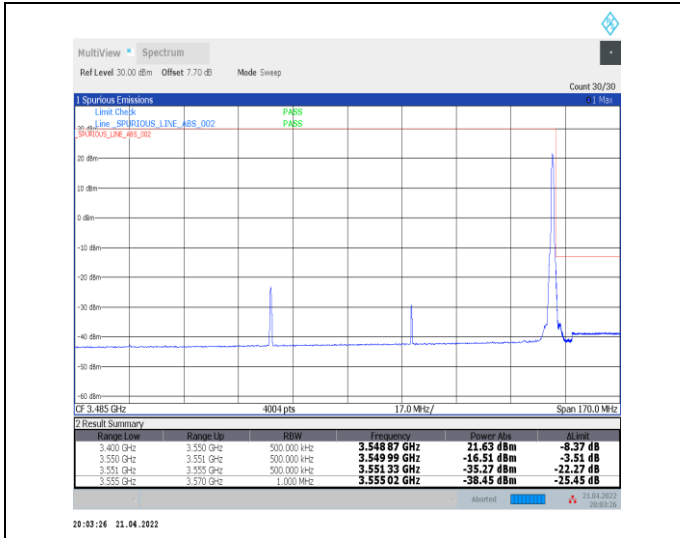 MultiView Spectrum
Ref Level 30.00 dBm Offset 7.70 dB Mode Sweep
Count 30/30
1 Spurious Emissions 1 Max
Limit Check PASS
Line _SPURIOUS_LINE_ABS_002 PASS
_SPURIOUS_LINE_ABS_002
20 dBm
10 dBm
0 dBm
-10 dBm
-20 dBm
-30 dBm
-40 dBm
-50 dBm
-60 dBm
CF 3.485 GHz 4004 pts 17.0 MHz/ Span 170.0 MHz
2 Result Summary
Range Low Range Up RBW Frequency Power Abs ΔLimit
3.400 GHz 3.550 GHz 500.000 kHz 3.548 87 GHz 21.63 dBm -8.37 dB
3.550 GHz 3.551 GHz 500.000 kHz 3.549 99 GHz -16.51 dBm -3.51 dB
3.551 GHz 3.555 GHz 500.000 kHz 3.551 33 GHz -35.27 dBm -22.27 dB
3.555 GHz 3.570 GHz 1.000 MHz 3.555 02 GHz -38.45 dBm -25.45 dB
Aborted 21.04.2022
20:03:26
20:03:26 21.04.2022